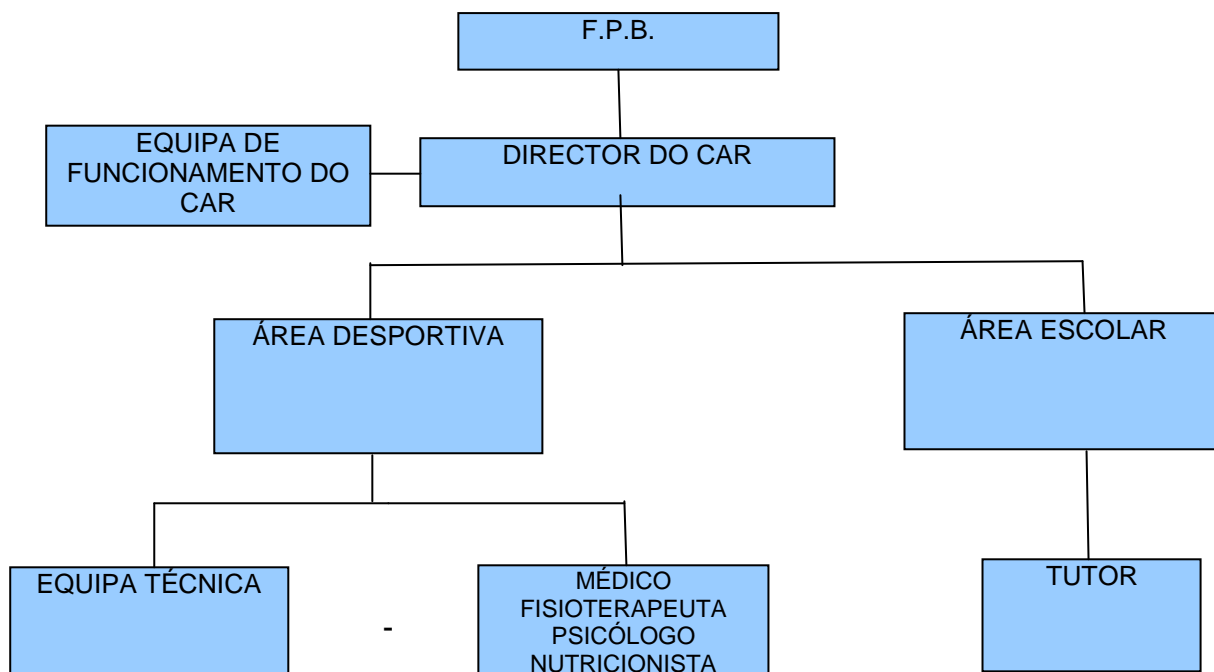 F.P.B.
EQUIPA DE
FUNCIONAMENTO DO
CAR
DIRECTOR DO CAR
ÁREA DESPORTIVA
ÁREA ESCOLAR
EQUIPA TÉCNICA
-
MÉDICO
FISIOTERAPEUTA
PSICÓLOGO
NUTRICIONISTA
TUTOR